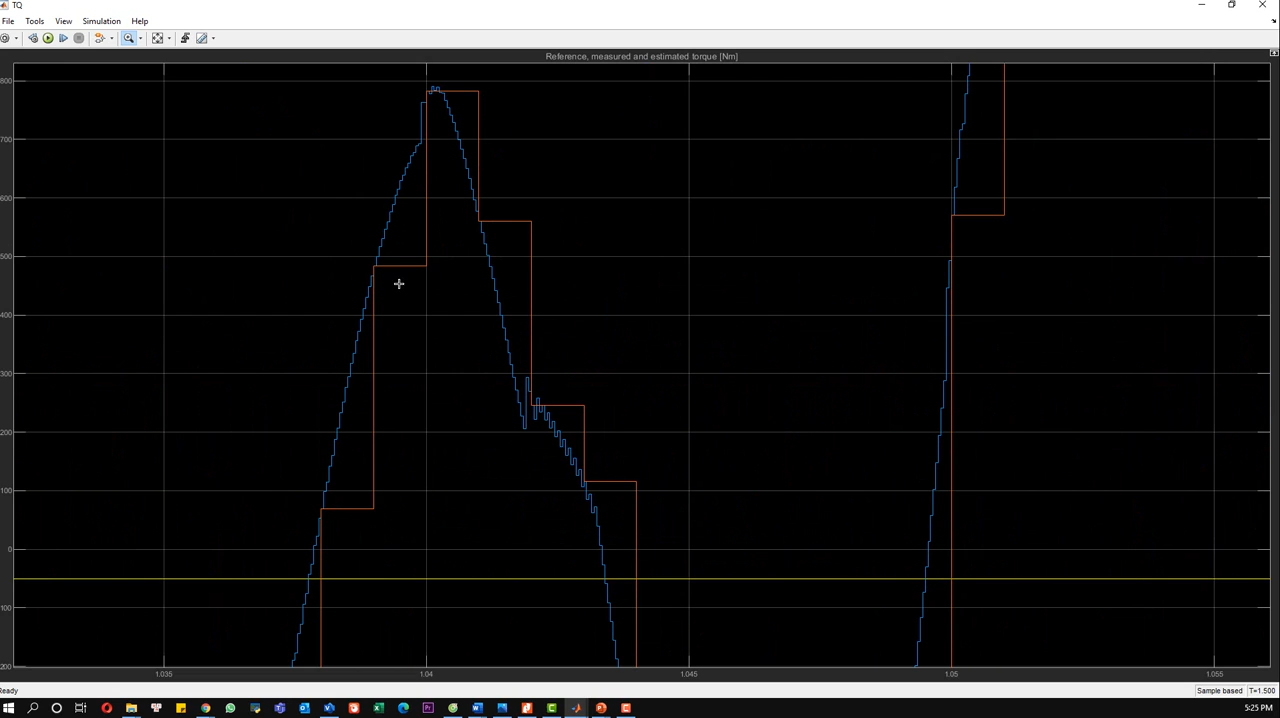 TQ
File Tools View Simulation Help
Reference, measured and estimated torque [Nm]
800
700
600
500
400
300
200
100
0
100
200
1.035 1.04 1.045 1.05 1.055
Ready Sample based T=1.500
5:25 PM